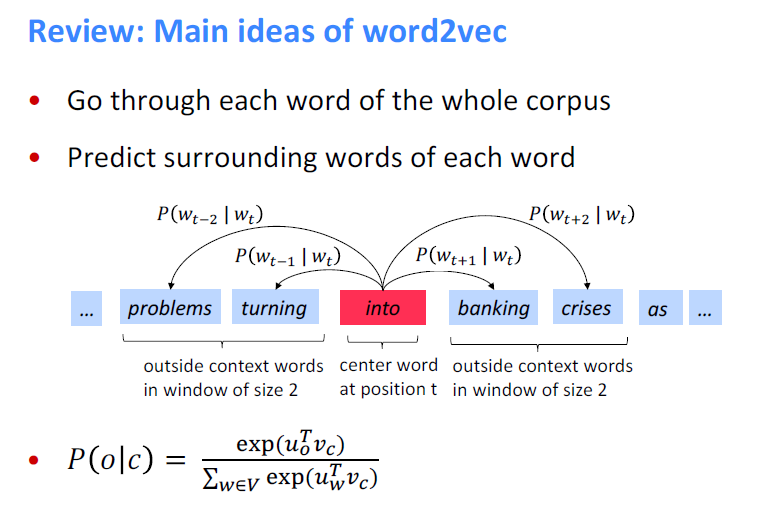 Review: Main ideas of word2vec
• Go through each word of the whole corpus
• Predict surrounding words of each word
P(w_{t−2} | w_t) P(w_{t+2} | w_t)
P(w_{t−1} | w_t) P(w_{t+1} | w_t)
... problems turning into banking crises as ...
outside context words center word outside context words
in window of size 2 at position t in window of size 2
• P(o|c) = exp(u_o^T v_c) / ∑_{w∈V} exp(u_w^T v_c)